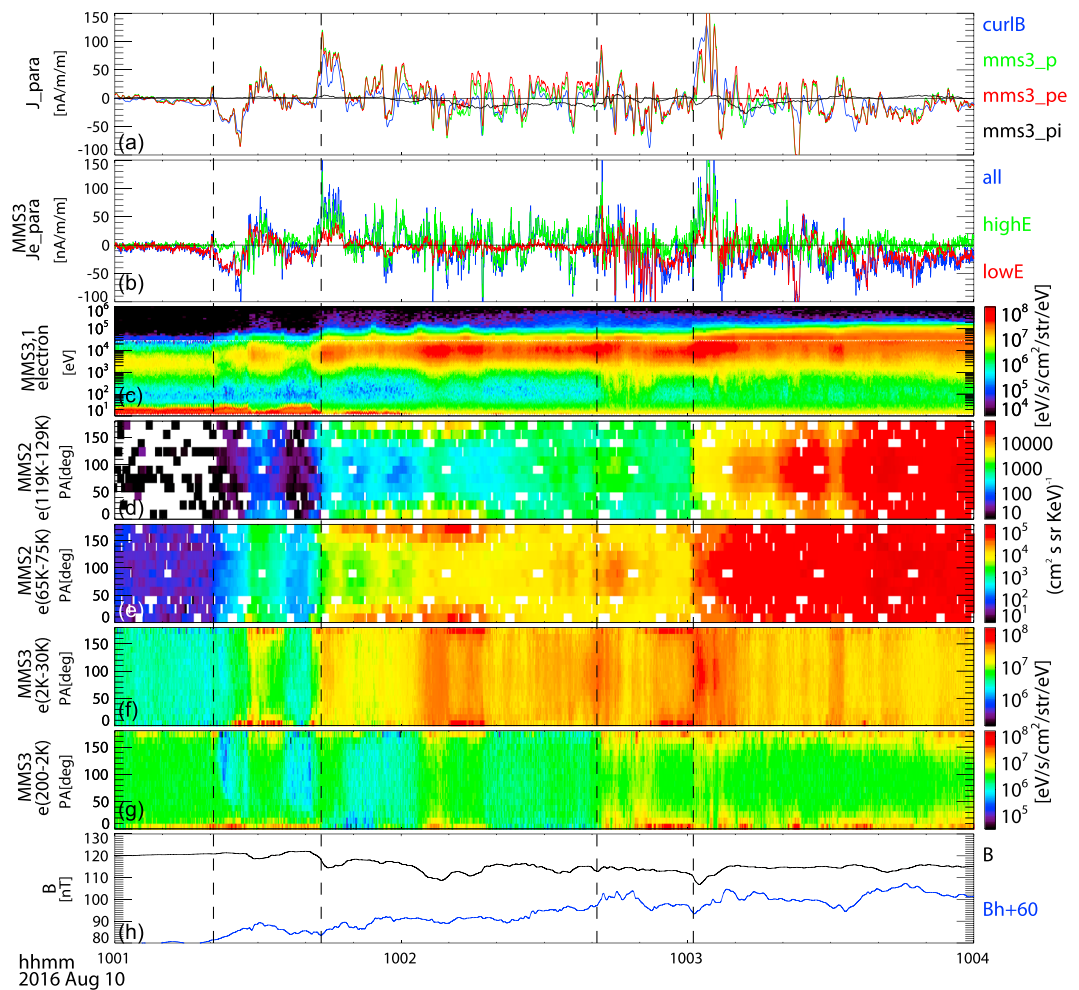 150
100
50
0
-50
-100
J_para
[nA/m/m]
(a)
curlB
mms3_p
mms3_pe
mms3_pi
150
100
50
0
-50
-100
MMS3
Je_para
[nA/m/m]
(b)
all
highE
lowE
10^6
10^5
10^4
10^3
10^2
10^1
MMS3,1
electron
[eV]
(c)
10^8
10^7
10^6
10^5
10^4
[eV/s/cm^2/str/eV]
150
100
50
0
MMS2
e(119K-129K)
PA[deg]
(d)
10000
1000
100
10
150
100
50
0
MMS2
e(65K-75K)
PA[deg]
(e)
10^5
10^4
10^3
10^2
10^1
(cm^2 s sr KeV)^-1
150
100
50
0
MMS3
e(2K-30K)
PA[deg]
(f)
10^8
10^7
10^6
150
100
50
0
MMS3
e(200-2K)
PA[deg]
(g)
10^8
10^7
10^6
10^5
[eV/s/cm^2/str/eV]
130
120
110
100
90
80
B
[nT]
(h)
B
Bh+60
hhmm
1001
1002
1003
1004
2016 Aug 10